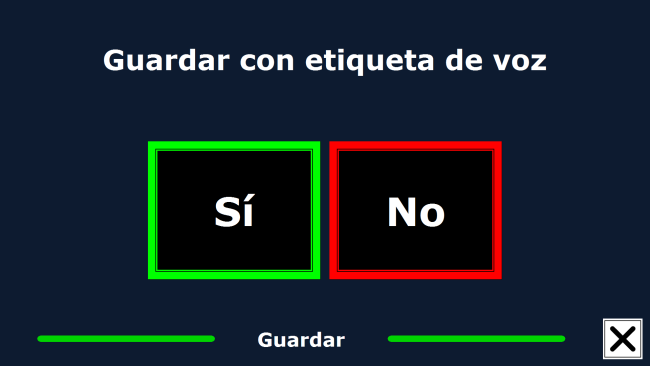 Guardar con etiqueta de voz
Sí
No
Guardar